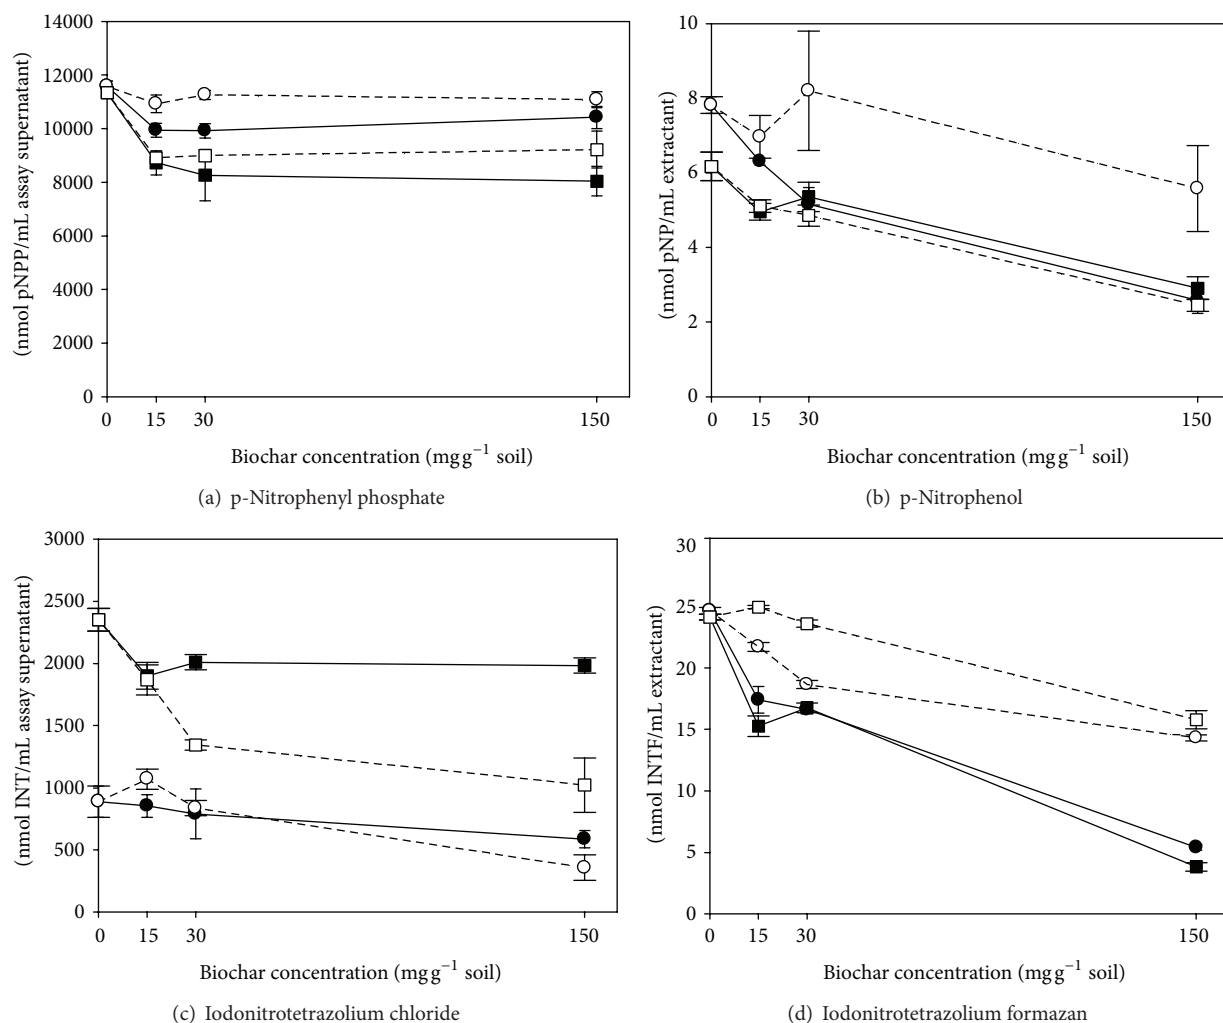 14000
12000
10000
8000
6000
4000
2000
0
(nmol pNPP/mL assay supernatant)
0 15 30 150
Biochar concentration (mg g⁻¹ soil)
(a) p-Nitrophenyl phosphate
10
8
6
4
2
0
(nmol pNP/mL extractant)
0 15 30 150
Biochar concentration (mg g⁻¹ soil)
(b) p-Nitrophenol
3000
2500
2000
1500
1000
500
0
(nmol INT/mL assay supernatant)
0 15 30 150
Biochar concentration (mg g⁻¹ soil)
(c) Iodonitrotetrazolium chloride
30
25
20
15
10
5
0
(nmol INTF/mL extractant)
0 15 30 150
Biochar concentration (mg g⁻¹ soil)
(d) Iodonitrotetrazolium formazan